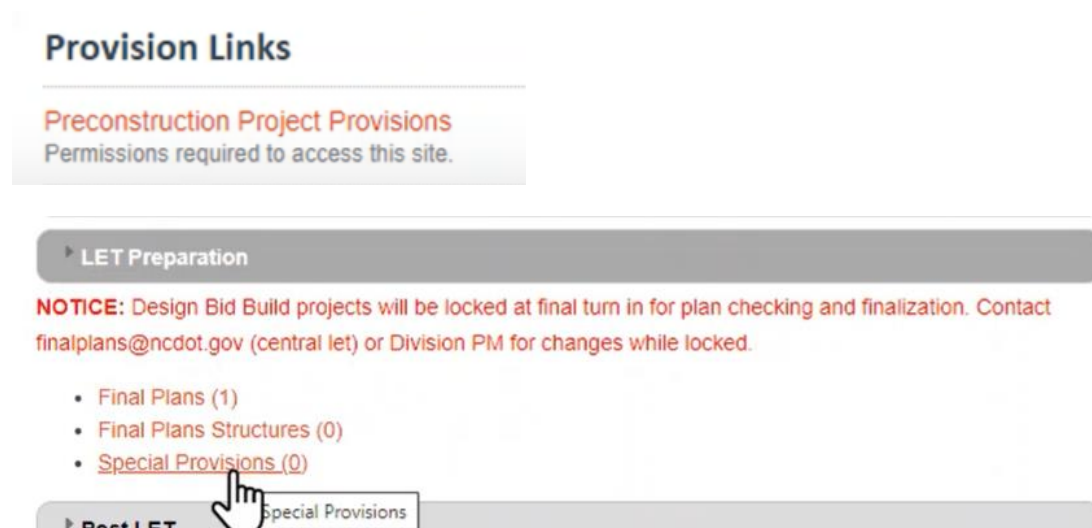 Provision Links
Preconstruction Project Provisions
Permissions required to access this site.
LET Preparation
NOTICE: Design Bid Build projects will be locked at final turn in for plan checking and finalization. Contact
finalplans@ncdot.gov (central let) or Division PM for changes while locked.
Final Plans (1)
Final Plans Structures (0)
Special Provisions (0)
Special Provisions
Post LET